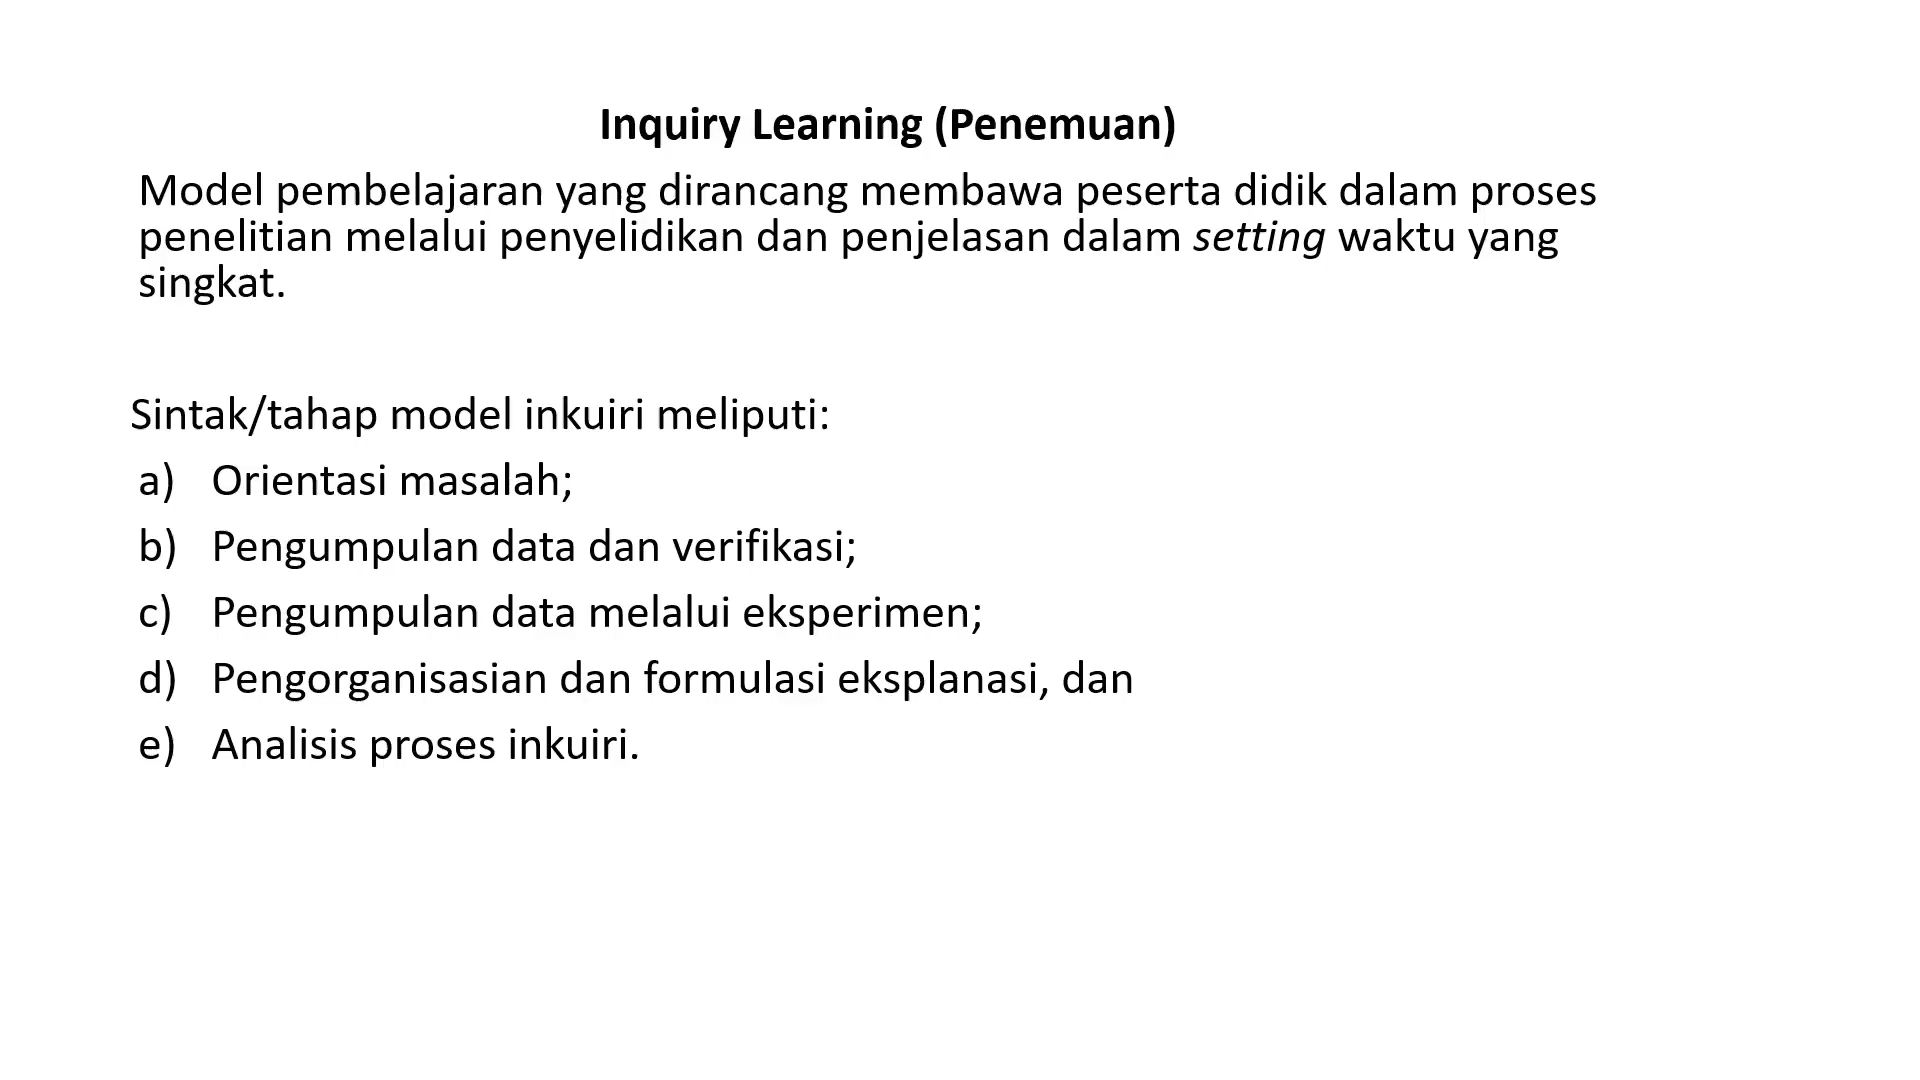 Inquiry Learning (Penemuan)
Model pembelajaran yang dirancang membawa peserta didik dalam proses
penelitian melalui penyelidikan dan penjelasan dalam setting waktu yang
singkat.
Sintak/tahap model inkuiri meliputi:
a) Orientasi masalah;
b) Pengumpulan data dan verifikasi;
c) Pengumpulan data melalui eksperimen;
d) Pengorganisasian dan formulasi eksplanasi, dan
e) Analisis proses inkuiri.